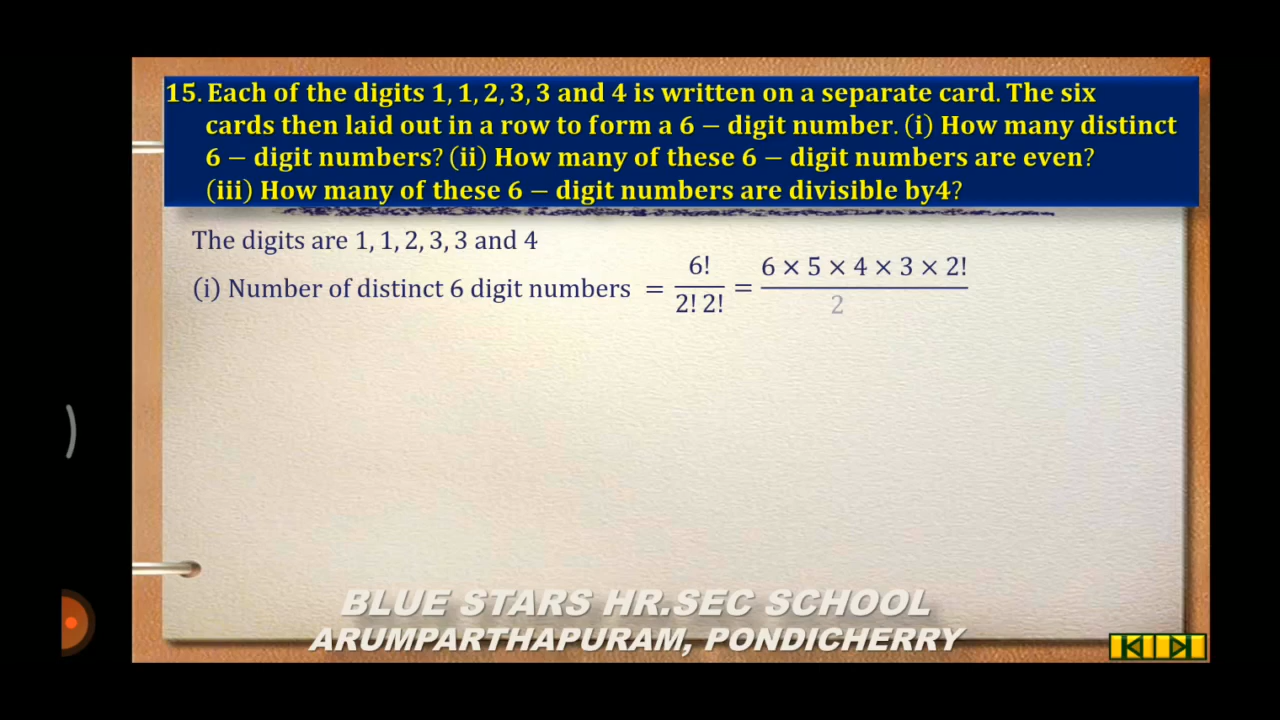 15. Each of the digits 1, 1, 2, 3, 3 and 4 is written on a separate card. The six
cards then laid out in a row to form a 6 − digit number. (i) How many distinct
6 − digit numbers? (ii) How many of these 6 − digit numbers are even?
(iii) How many of these 6 − digit numbers are divisible by4?
The digits are 1, 1, 2, 3, 3 and 4
(i) Number of distinct 6 digit numbers = 6!/2! 2! = 6 × 5 × 4 × 3 × 2!/2
BLUE STARS HR.SEC SCHOOL
ARUMPARTHAPURAM, PONDICHERRY